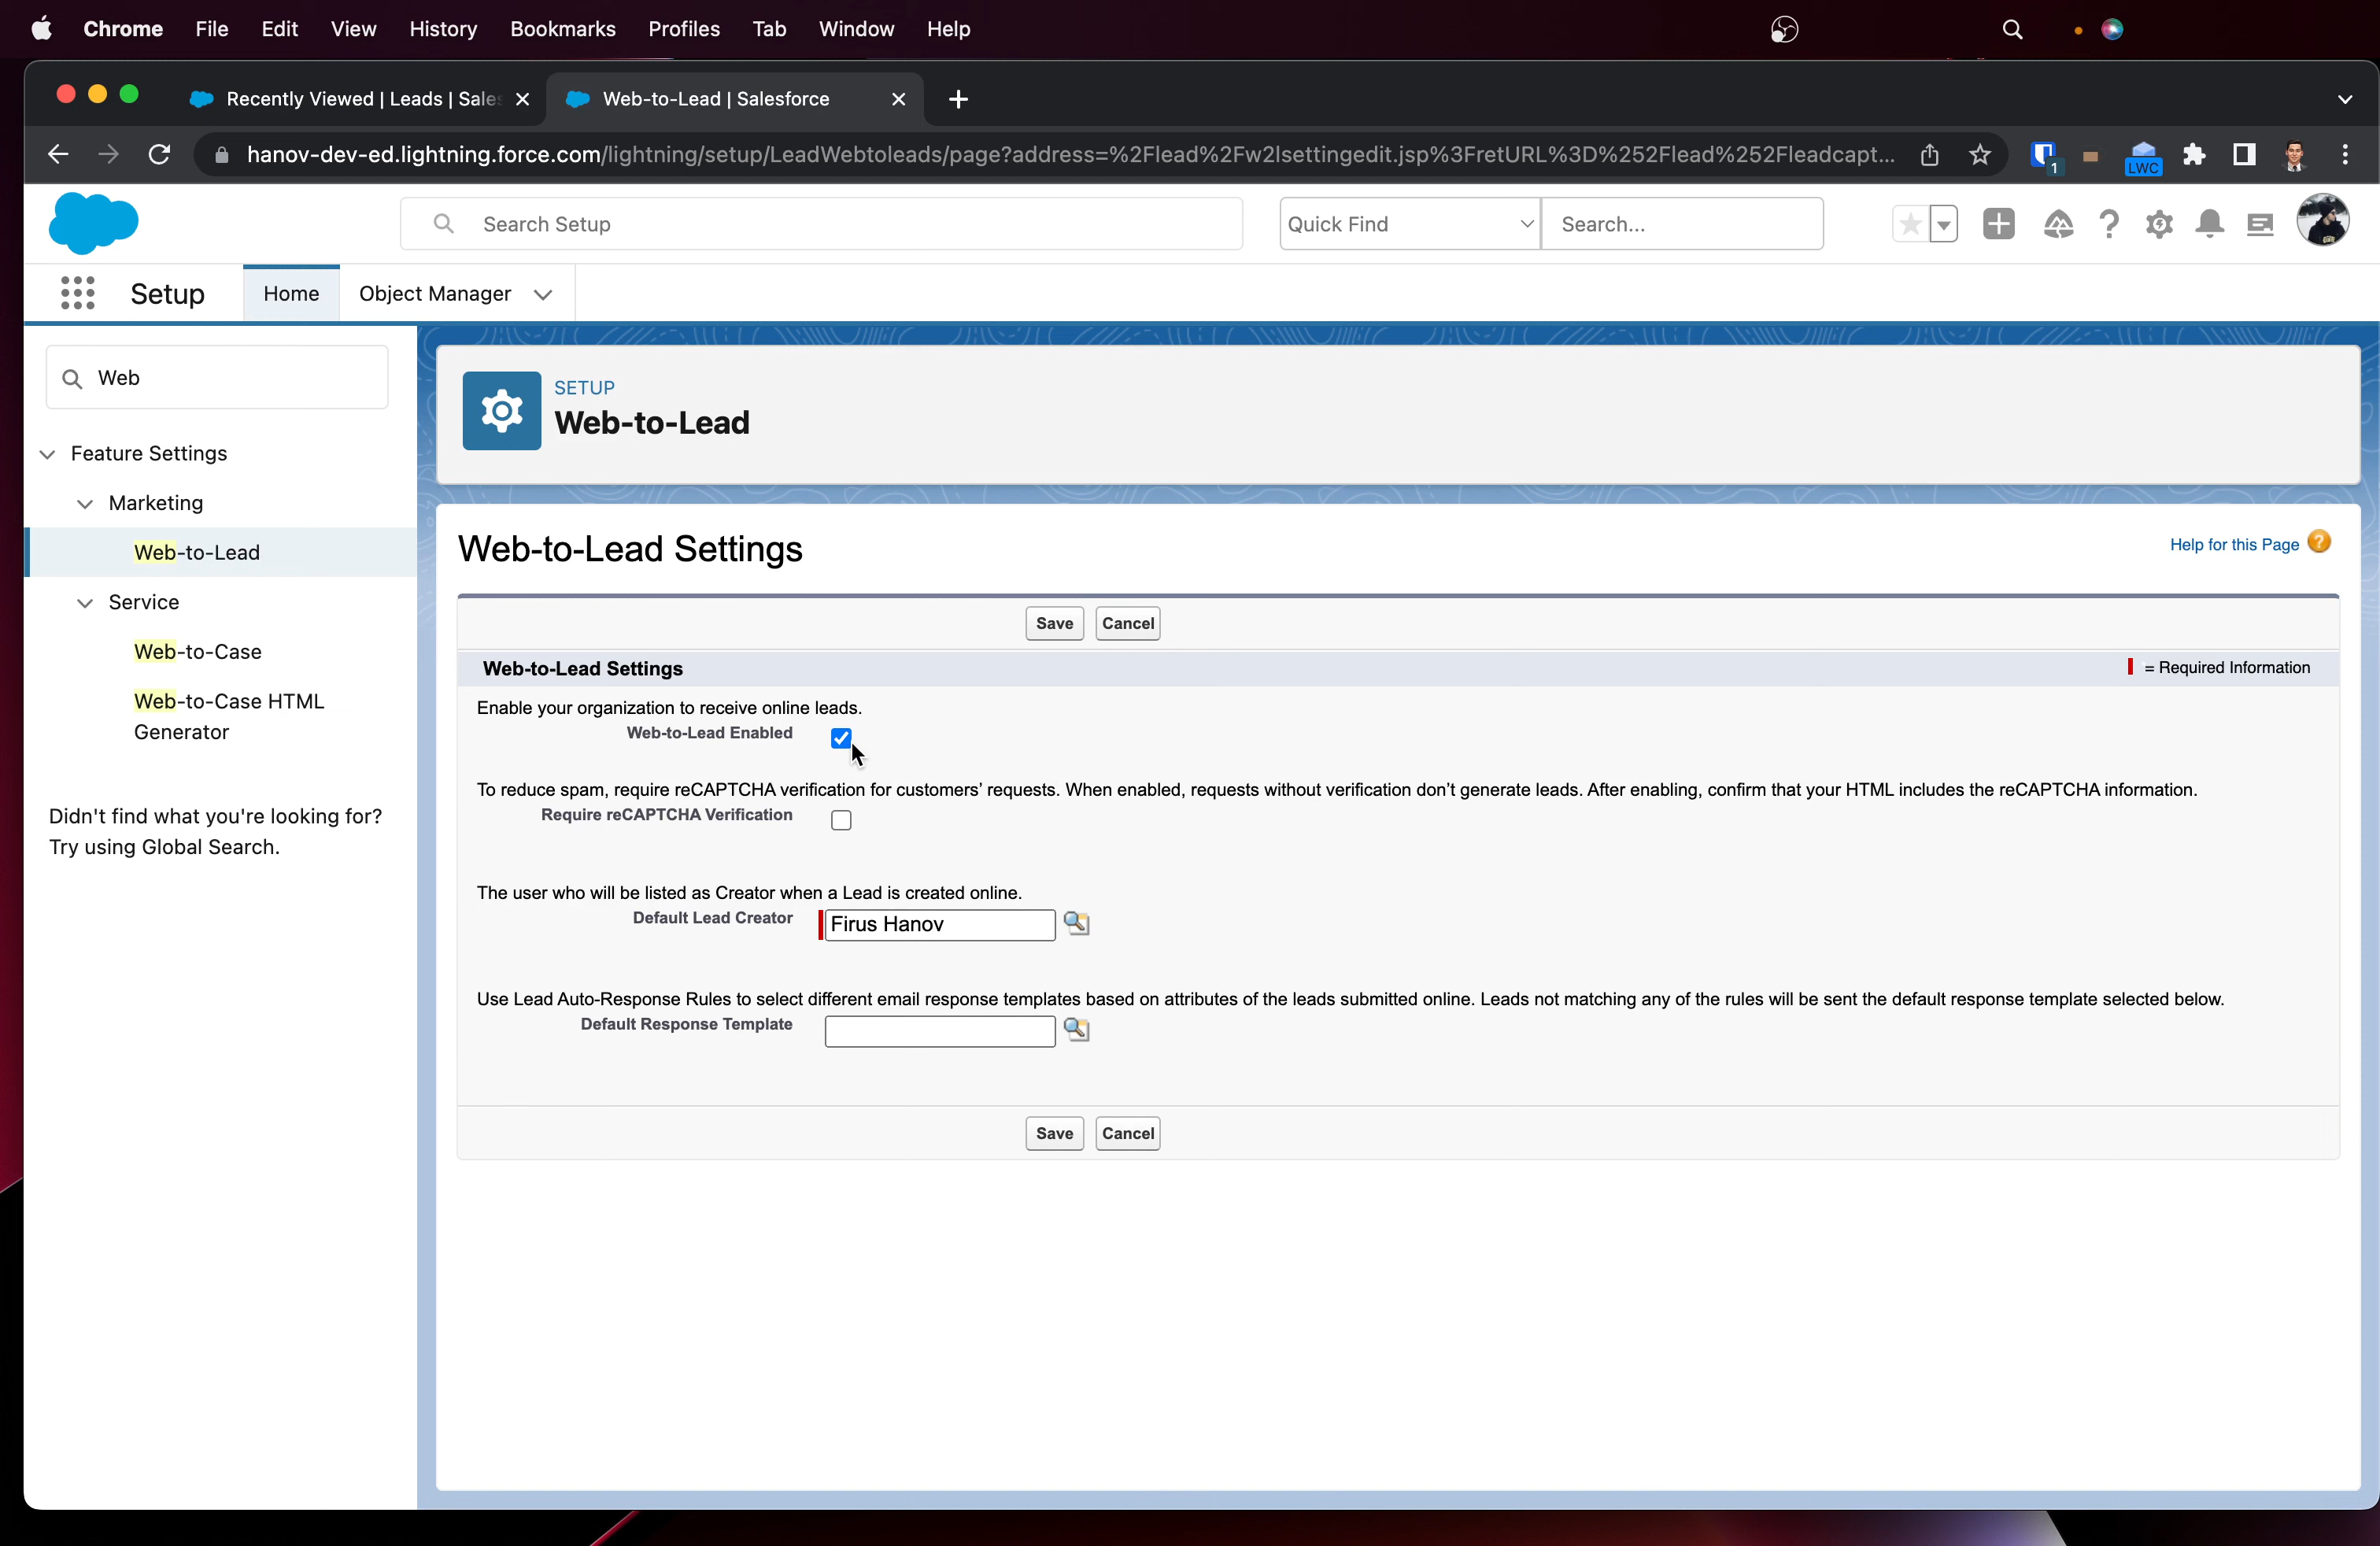 Chrome File Edit View History Bookmarks Profiles Tab Window Help
Recently Viewed | Leads | Sales
Web-to-Lead | Salesforce
hanov-dev-ed.lightning.force.com/lightning/setup/LeadWebtoleads/page?address=%2Flead%2Fw2lsettingedit.jsp%3FretURL%3D%252Flead%252Fleadcapt...
1
LWC
Search Setup
Quick Find
Search...
Setup
Home
Object Manager
Web
Feature Settings
Marketing
Web-to-Lead
Service
Web-to-Case
Web-to-Case HTML
Generator
Didn't find what you're looking for?
Try using Global Search.
SETUP
Web-to-Lead
Web-to-Lead Settings
Help for this Page ?
Save Cancel
Web-to-Lead Settings
= Required Information
Enable your organization to receive online leads.
Web-to-Lead Enabled
To reduce spam, require reCAPTCHA verification for customers' requests. When enabled, requests without verification don't generate leads. After enabling, confirm that your HTML includes the reCAPTCHA information.
Require reCAPTCHA Verification
The user who will be listed as Creator when a Lead is created online.
Default Lead Creator Firus Hanov
Use Lead Auto-Response Rules to select different email response templates based on attributes of the leads submitted online. Leads not matching any of the rules will be sent the default response template selected below.
Default Response Template
Save Cancel